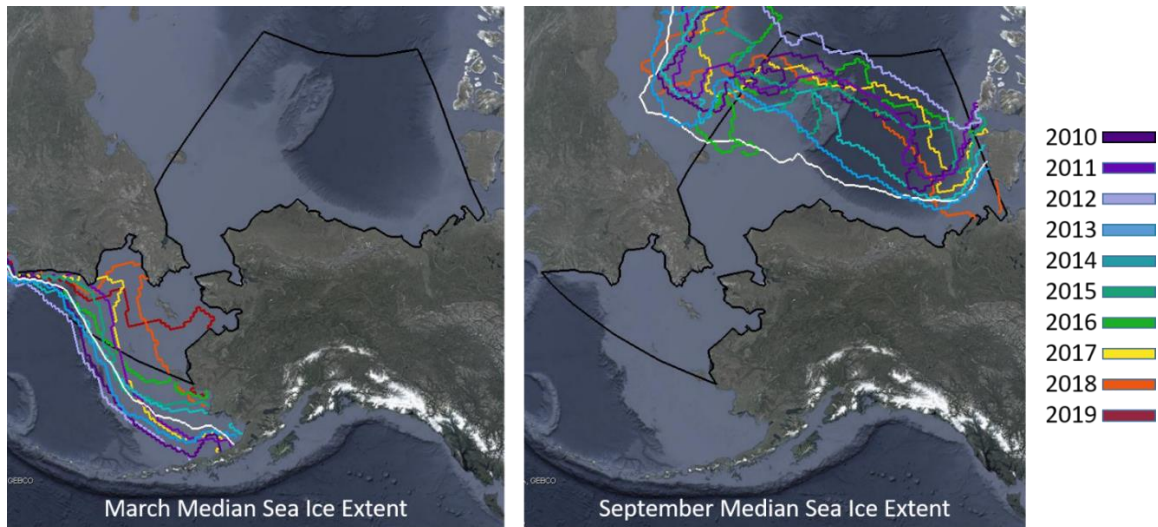 GEBCO
March Median Sea Ice Extent
, GEBCO
September Median Sea Ice Extent
2010
2011
2012
2013
2014
2015
2016
2017
2018
2019